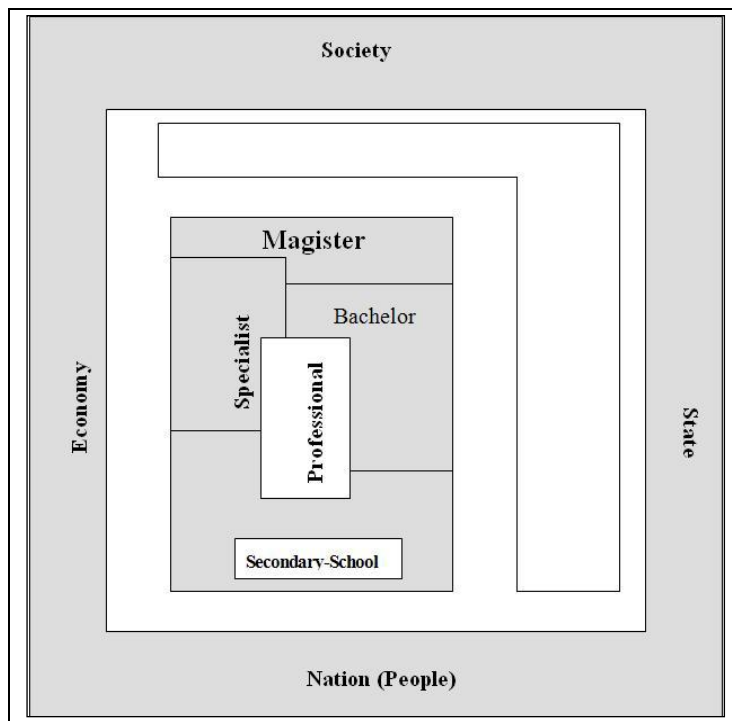 Society
Magister
Bachelor
Specialist
Professional
Economy
State
Secondary-School
Nation (People)